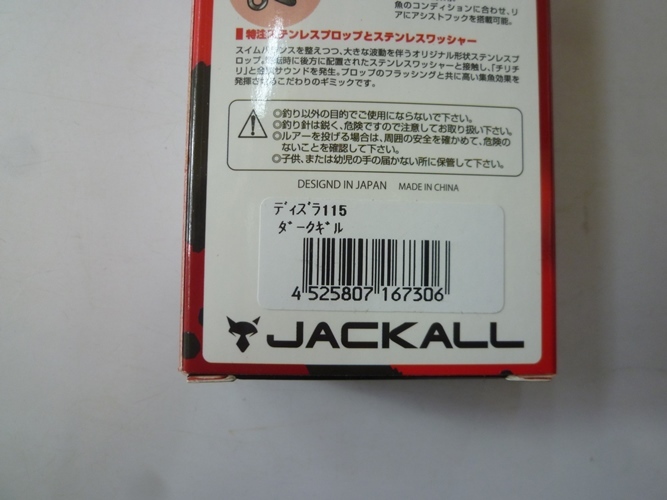 魚のコンディションに合わせ、リ
アにアシストフックを搭載可能。
特注ステンレスプロップとステンレスワッシャー
スイムバランスを整えつつ、大きな波動を伴うオリジナル形状ステンレスプ
ロップ。回転時に後方に配置されたステンレスワッシャーと接触し、「チリチ
リ」と金属サウンドを発生。プロップのフラッシングと共に高い集魚効果を
発揮させるこだわりのギミックです。
◎釣り以外の目的でご使用にならないで下さい。
◎釣り針は鋭く、危険ですので注意してお取り扱い下さい。
◎ルアーを投げる場合は、周囲の安全を確かめて、危険の
ないことを確認して下さい。
◎子供、または幼児の手の届かない所に保管して下さい。
DESIGND IN JAPAN MADE IN CHINA
ﾃﾞｨｽﾞﾗ115
ﾀﾞｰｸｷﾞﾙ
4 525807 167306
JACKALL